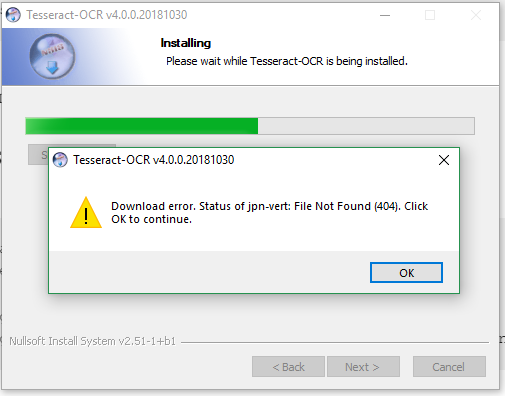 Tesseract-OCR v4.0.0.20181030
Installing
Please wait while Tesseract-OCR is being installed.
Tesseract-OCR v4.0.0.20181030
Download error. Status of jpn-vert: File Not Found (404). Click
OK to continue.
OK
Nullsoft Install System v2.51-1+b1
< Back
Next >
Cancel